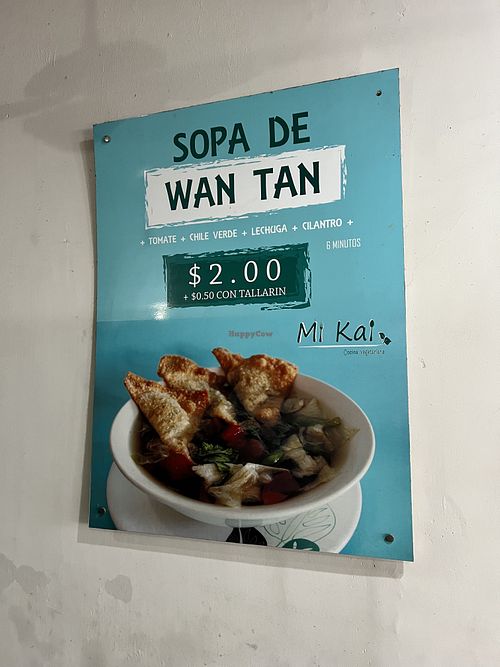 SOPA DE
WAN TAN
+ TOMATE + CHILE VERDE + LECHUGA + CILANTRO +
6 MINUTOS
$2.00
+ $0.50 CON TALLARIN
HappyCow
Mi Kai
Cocina vegetariana